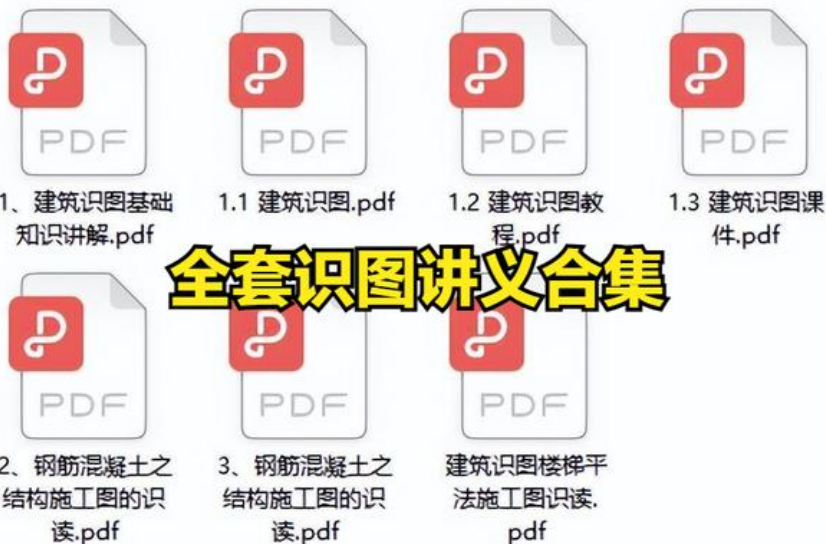 PDF
PDF
PDF
PDF
1、建筑识图基础
知识讲解.pdf
1.1 建筑识图.pdf
1.2 建筑识图教
程.pdf
1.3 建筑识图课
件.pdf
全套识图讲义合集
PDF
PDF
PDF
2、钢筋混凝土之
结构施工图的识
读.pdf
3、钢筋混凝土之
结构施工图的识
读.pdf
建筑识图楼梯平
法施工图识读.
pdf